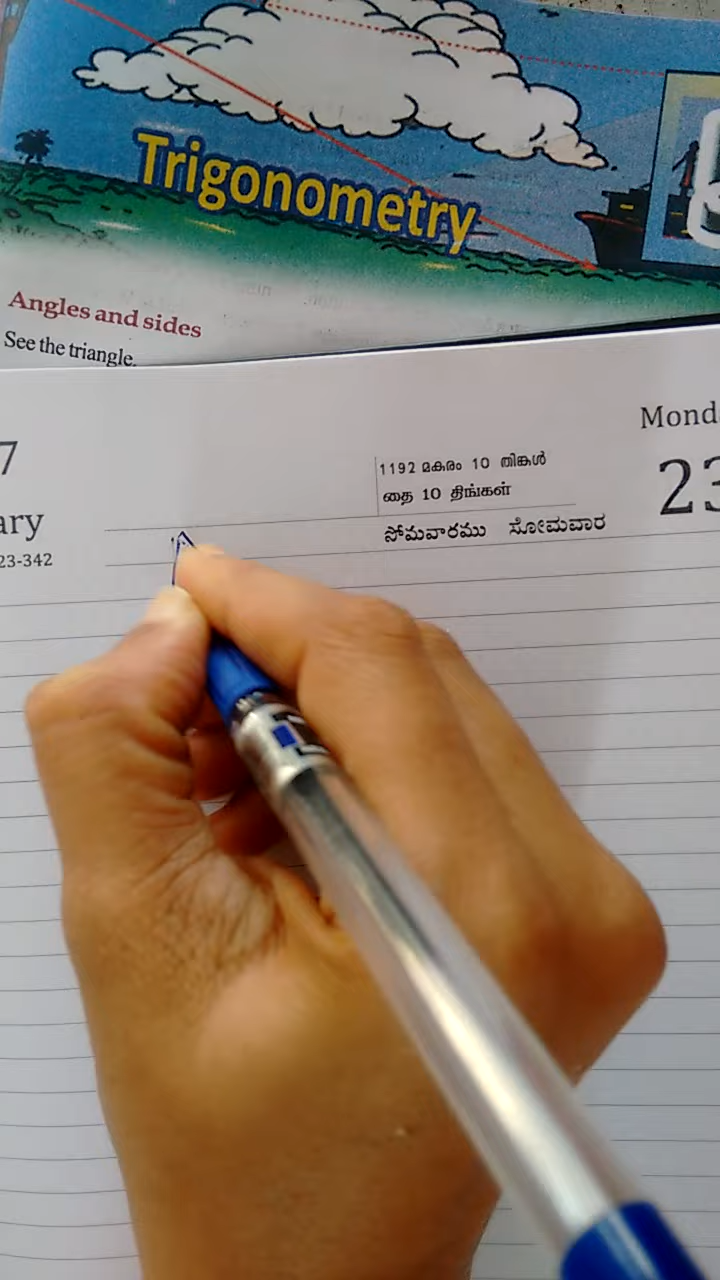 Trigonometry
Angles and sides
See the triangle.
7
ary
23-342
1192 മകരം 10 തിങ്കൾ
தை 10 திங்கள்
సోమవారము ಸೋಮವಾರ
Mond
23